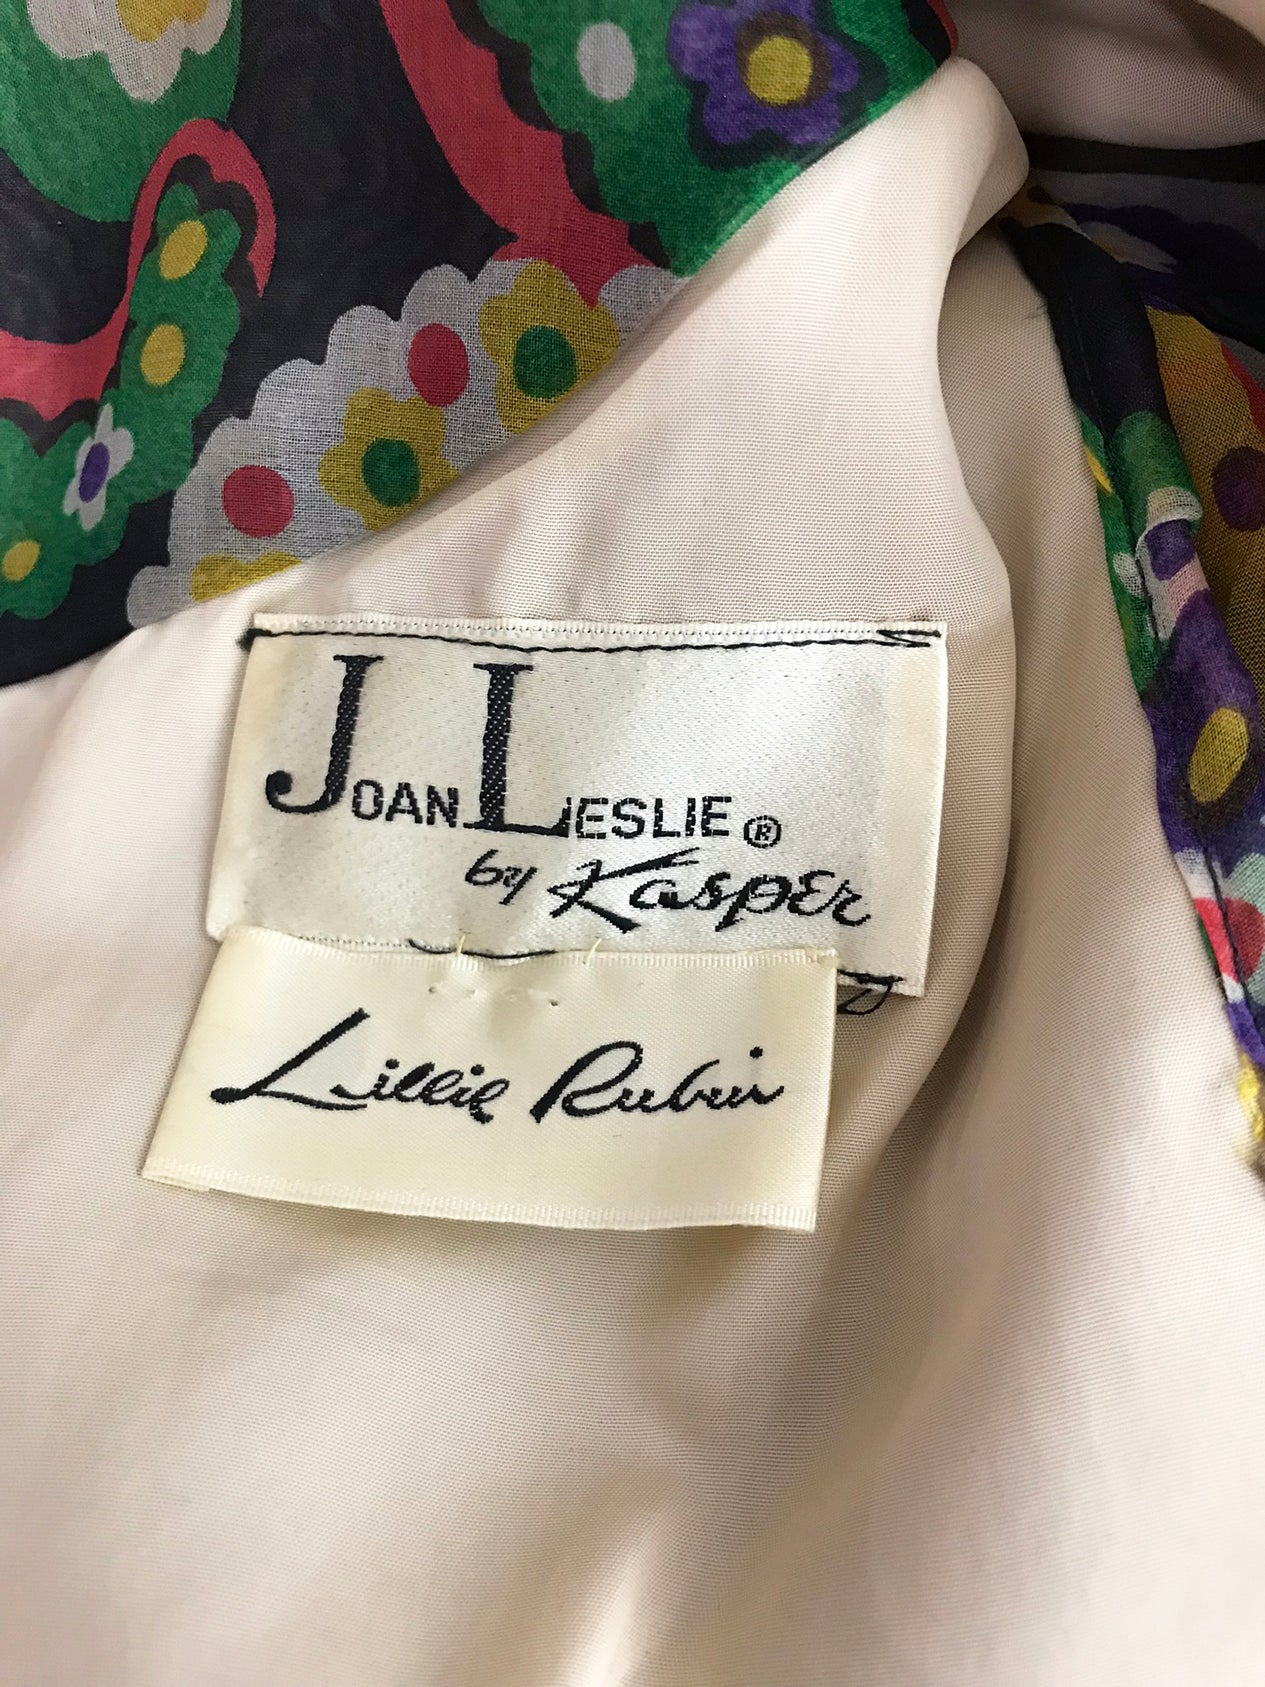 JOAN LESLIE ®
by Kasper
Lillie Rubin